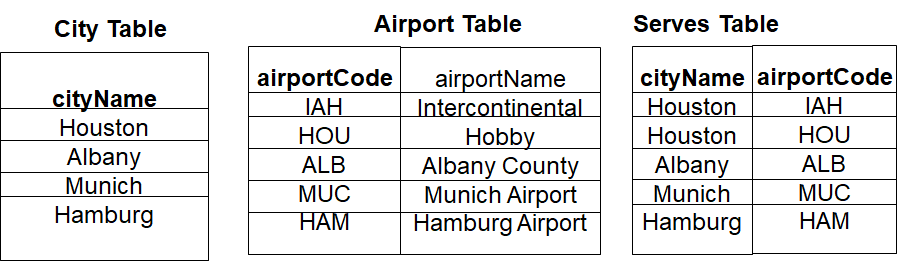 City Table
cityName
Houston
Albany
Munich
Hamburg
Airport Table
airportCode airportName
IAH Intercontinental
HOU Hobby
ALB Albany County
MUC Munich Airport
HAM Hamburg Airport
Serves Table
cityName airportCode
Houston IAH
Houston HOU
Albany ALB
Munich MUC
Hamburg HAM